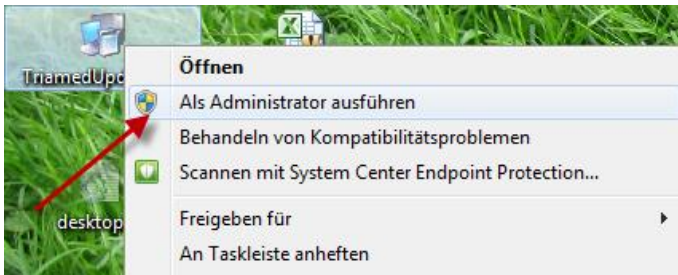 TriamedUpd
Öffnen
Als Administrator ausführen
Behandeln von Kompatibilitätsproblemen
Scannen mit System Center Endpoint Protection...
desktop
Freigeben für
An Taskleiste anheften